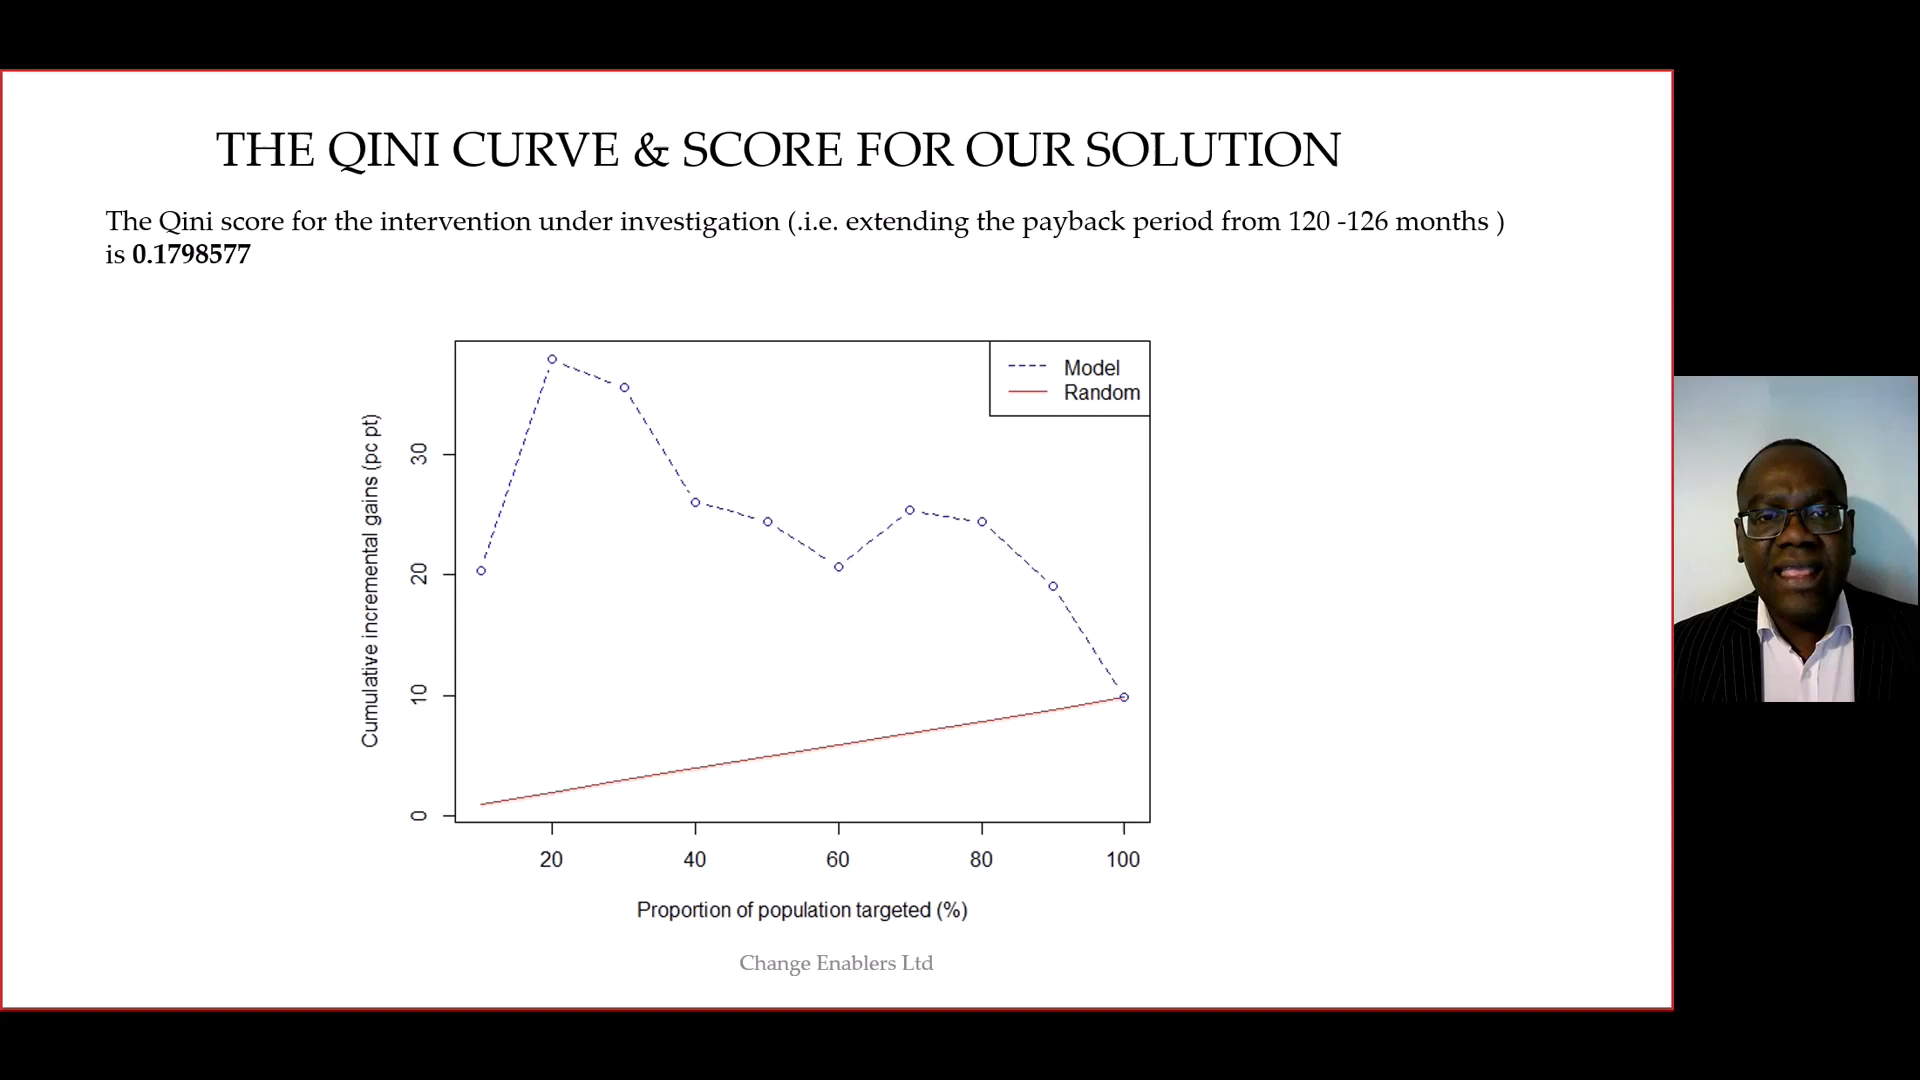 THE QINI CURVE & SCORE FOR OUR SOLUTION
The Qini score for the intervention under investigation (.i.e. extending the payback period from 120 -126 months )
is 0.1798577
Model
Random
Cumulative incremental gains (pc pt)
30
20
10
0
20 40 60 80 100
Proportion of population targeted (%)
Change Enablers Ltd